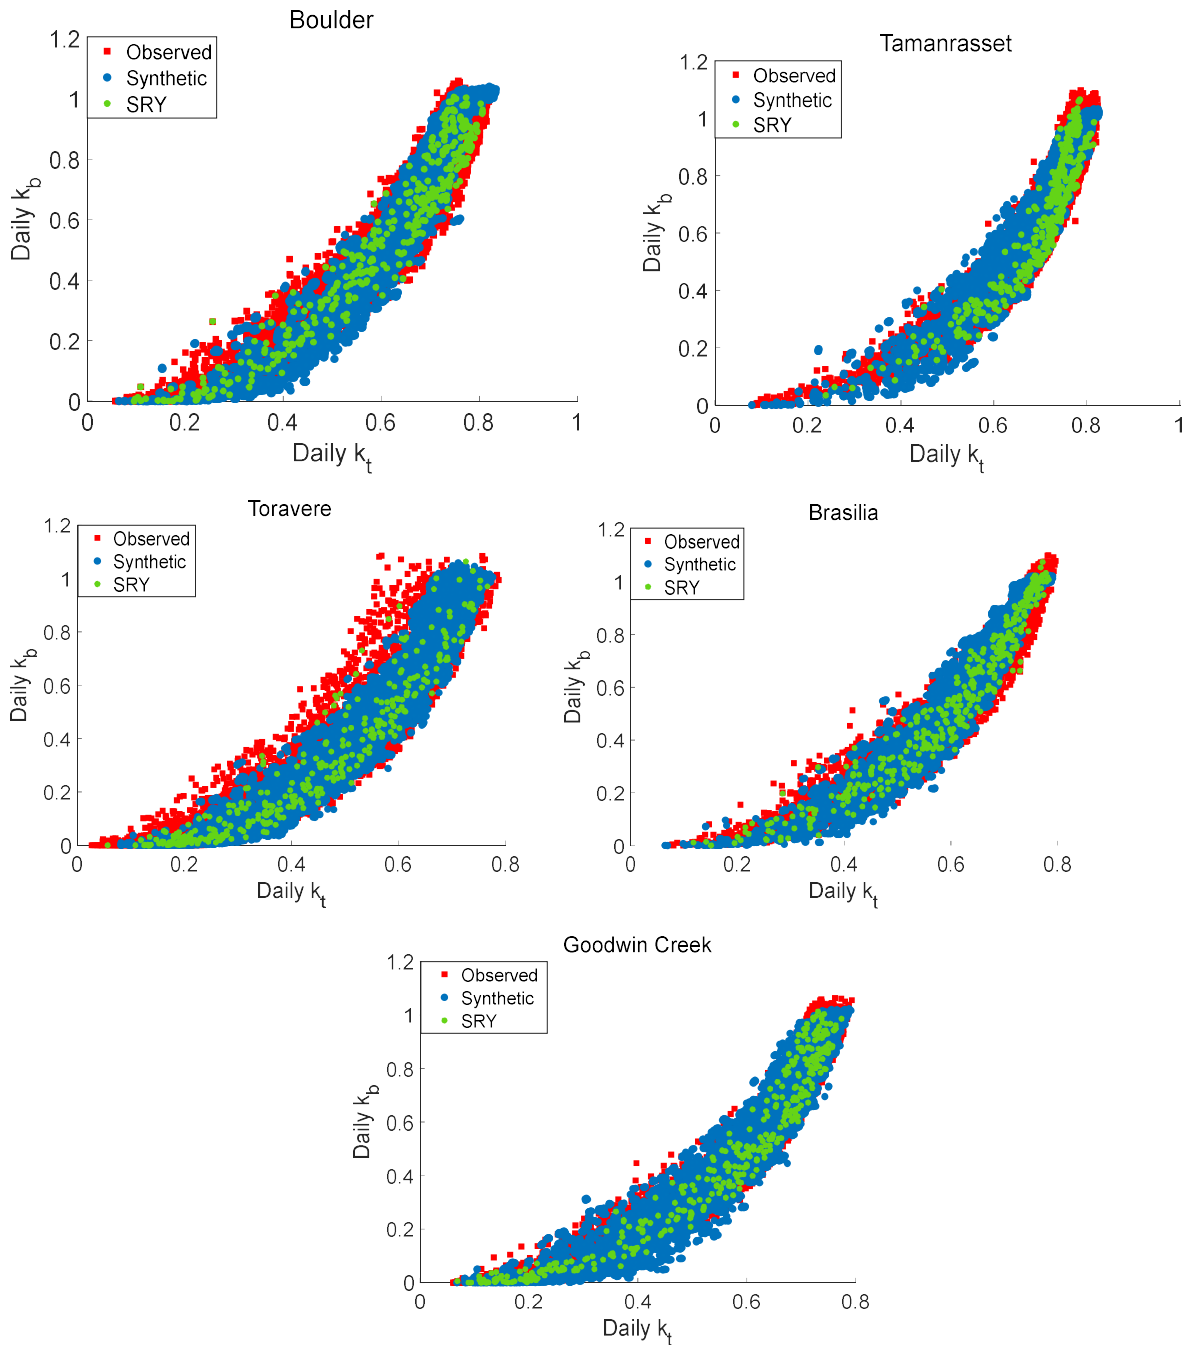 Boulder
1.2
Observed
Synthetic
SRY
1
0.8
0.6
0.4
0.2
0
Daily k_b
0 0.2 0.4 0.6 0.8 1
Daily k_t
Tamanrasset
1.2
Observed
Synthetic
SRY
1
0.8
0.6
0.4
0.2
0
Daily k_b
0 0.2 0.4 0.6 0.8 1
Daily k_t
Toravere
1.2
Observed
Synthetic
SRY
1
0.8
0.6
0.4
0.2
0
Daily k_b
0 0.2 0.4 0.6 0.8
Daily k_t
Brasilia
1.2
Observed
Synthetic
SRY
1
0.8
0.6
0.4
0.2
0
Daily k_b
0 0.2 0.4 0.6 0.8
Daily k_t
Goodwin Creek
1.2
Observed
Synthetic
SRY
1
0.8
0.6
0.4
0.2
0
Daily k_b
0 0.2 0.4 0.6 0.8
Daily k_t